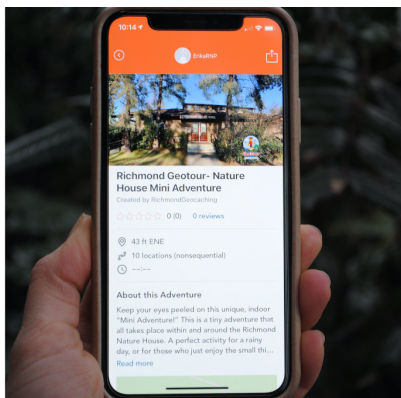 10:14
ErikaRNP
Richmond Geotour- Nature
House Mini Adventure
Created by RichmondGeocaching
0 (0) 0 reviews
43 ft ENE
10 locations (nonsequential)
--:--
About this Adventure
Keep your eyes peeled on this unique, indoor
“Mini Adventure!” This is a tiny adventure that
all takes place within and around the Richmond
Nature House. A perfect activity for a rainy
day, or for those who just enjoy the small thi...
Read more